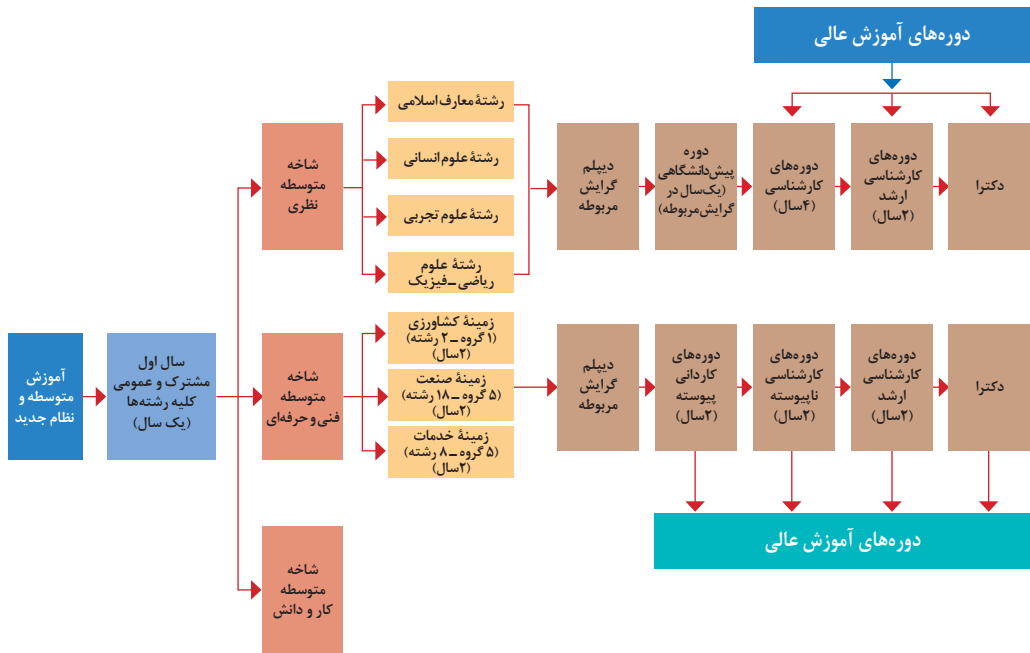 دوره‌های آموزش عالی
رشتهٔ معارف اسلامی
رشتهٔ علوم انسانی
رشتهٔ علوم تجربی
رشتهٔ علوم
ریاضی ـ فیزیک
شاخه
متوسطه
نظری
دیپلم
گرایش
مربوطه
دوره
پیش‌دانشگاهی
(یک‌سال در
گرایش‌مربوطه)
دوره‌های
کارشناسی
(۴سال)
دوره‌های
کارشناسی
ارشد
(۲سال)
دکترا
آموزش
متوسطه و
نظام جدید
سال اول
مشترک و عمومی
کلیه رشته‌ها
(یک سال)
شاخه
متوسطه
فنی و حرفه‌ای
زمینهٔ کشاورزی
(۱ گروه ـ ۲ رشته)
(۲سال)
زمینهٔ صنعت
(۵ گروه ـ ۱۸ رشته)
(۲سال)
زمینهٔ خدمات
(۵ گروه ـ ۸ رشته)
(۲سال)
دیپلم
گرایش
مربوطه
دوره‌های
کاردانی
پیوسته
(۲سال)
دوره‌های
کارشناسی
ناپیوسته
(۲سال)
دوره‌های
کارشناسی
ارشد
(۲سال)
دکترا
دوره‌های آموزش عالی
شاخه
متوسطه
کار و دانش